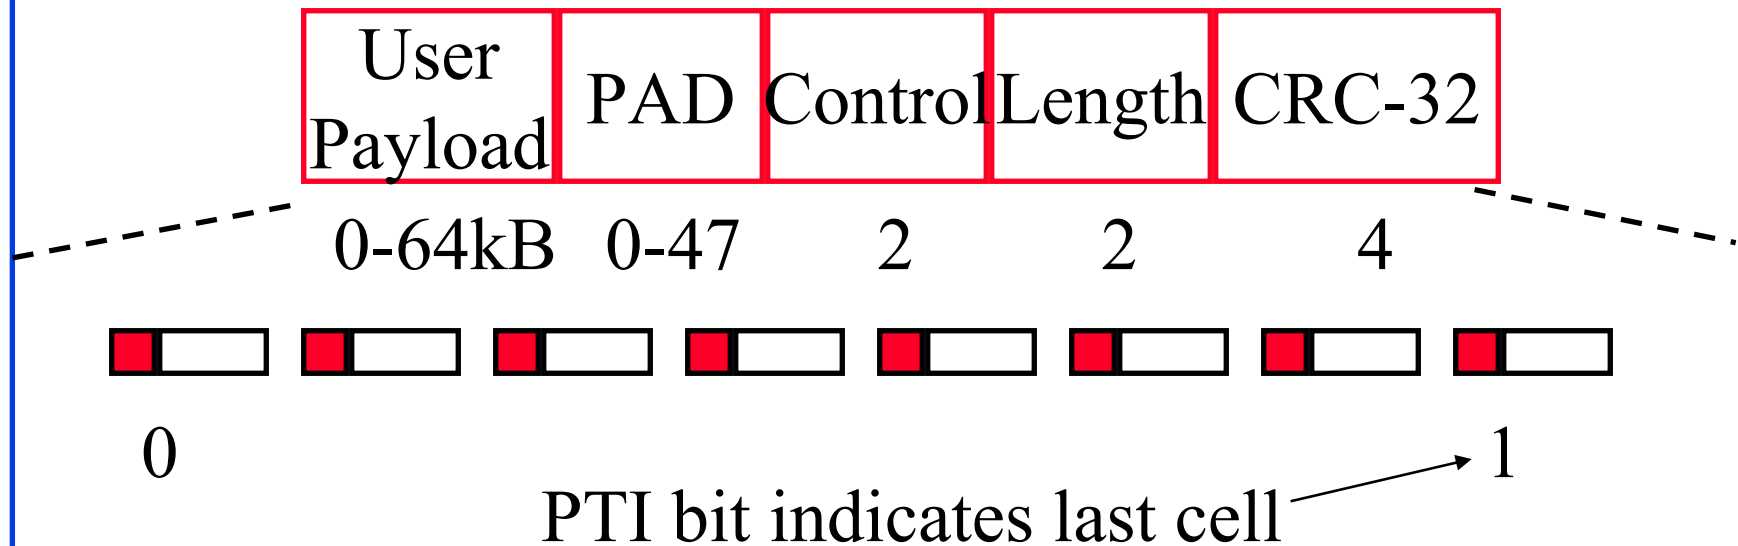 User
Payload
PAD
Control
Length
CRC-32
0-64kB
0-47
2
2
4
0
1
PTI bit indicates last cell